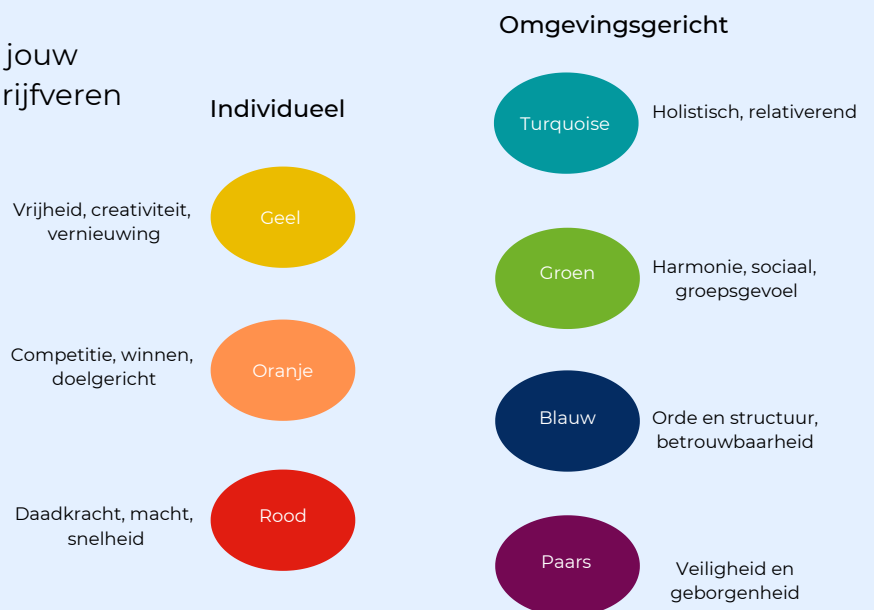 jouw
rijfveren
Individueel
Vrijheid, creativiteit,
vernieuwing
Geel
Competitie, winnen,
doelgericht
Oranje
Daadkracht, macht,
snelheid
Rood
Omgevingsgericht
Turquoise
Holistisch, relativerend
Groen
Harmonie, sociaal,
groepsgevoel
Blauw
Orde en structuur,
betrouwbaarheid
Paars
Veiligheid en
geborgenheid